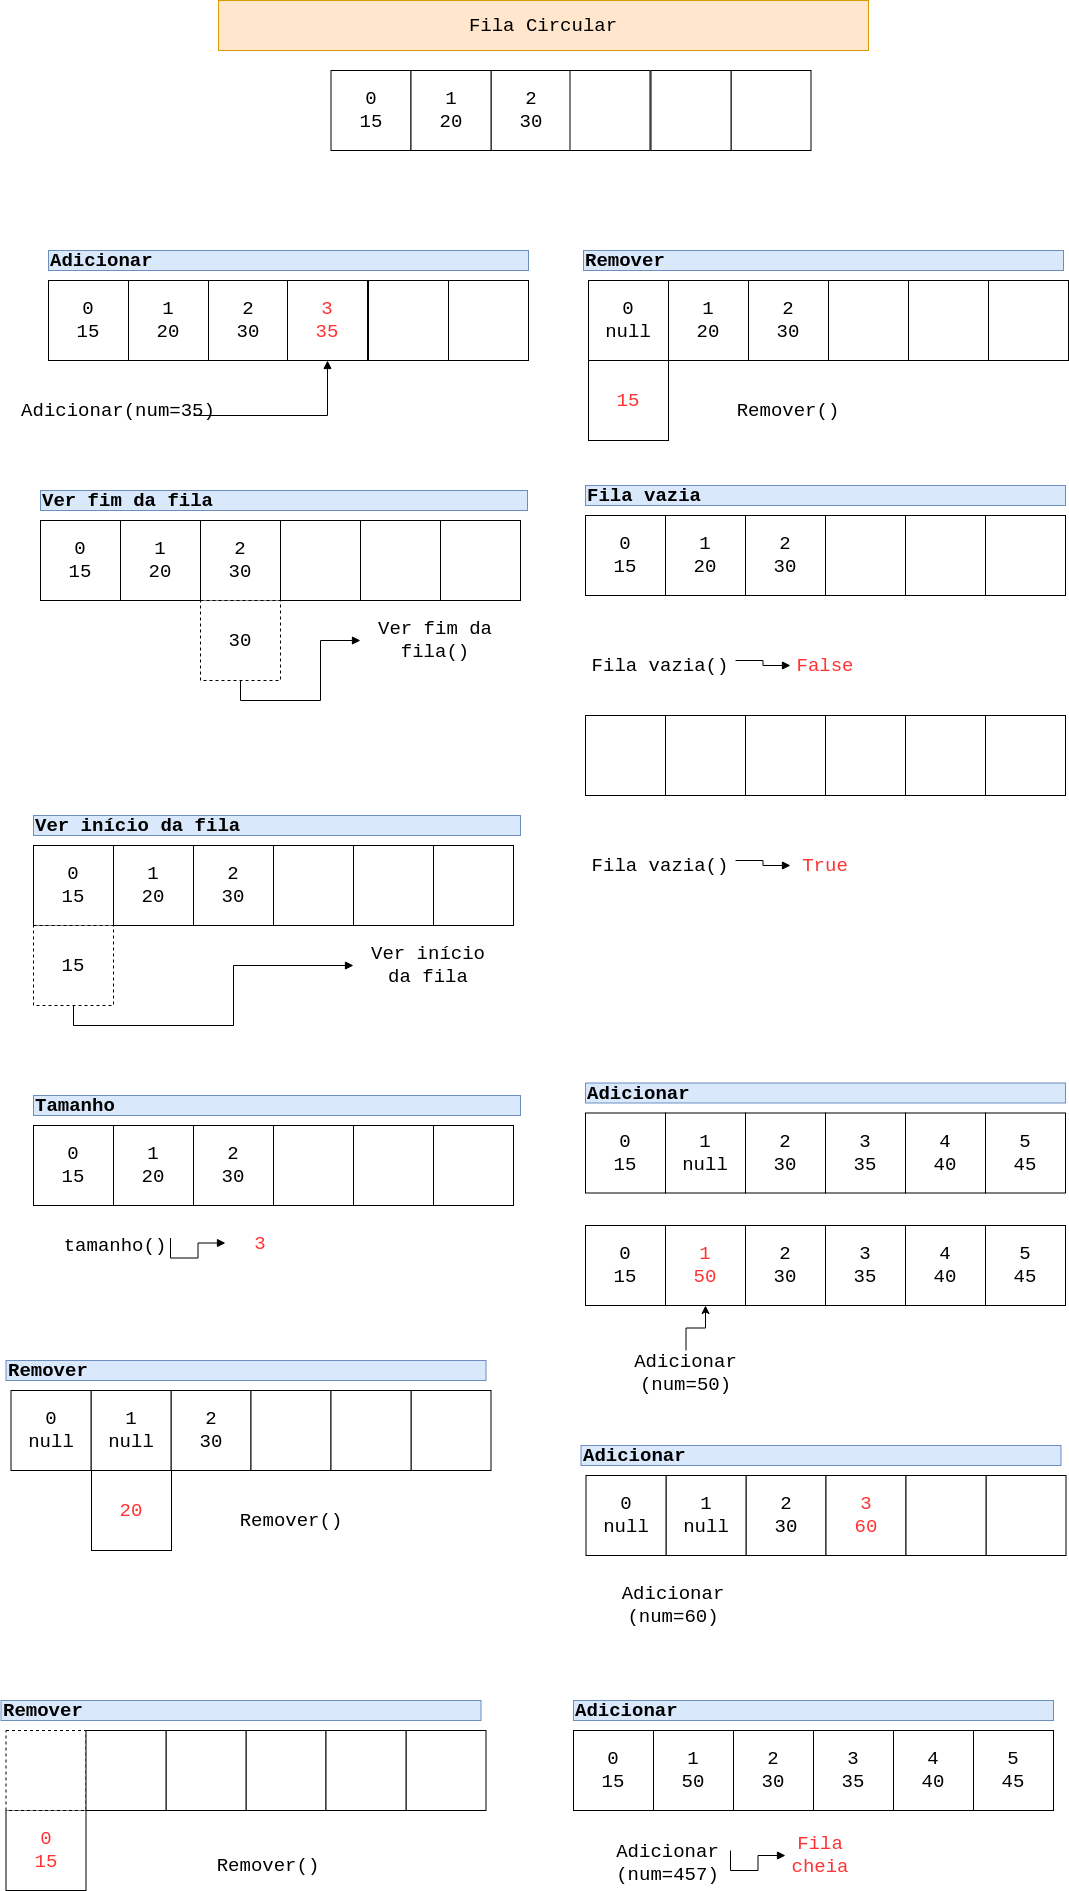 Fila Circular
0 1 2
15 20 30
Adicionar
0 1 2 3
15 20 30 35
Adicionar(num=35)
Remover
0 1 2
null 20 30
15
Remover()
Ver fim da fila
0 1 2
15 20 30
30
Ver fim da
fila()
Fila vazia
0 1 2
15 20 30
Fila vazia() False
Fila vazia() True
Ver início da fila
0 1 2
15 20 30
15
Ver início
da fila
Tamanho
0 1 2
15 20 30
tamanho() 3
Adicionar
0 1 2 3 4 5
15 null 30 35 40 45
0 1 2 3 4 5
15 50 30 35 40 45
Adicionar
(num=50)
Remover
0 1 2
null null 30
20
Remover()
Adicionar
0 1 2 3
null null 30 60
Adicionar
(num=60)
Remover
0
15
Remover()
Adicionar
0 1 2 3 4 5
15 50 30 35 40 45
Adicionar
(num=457)
Fila
cheia